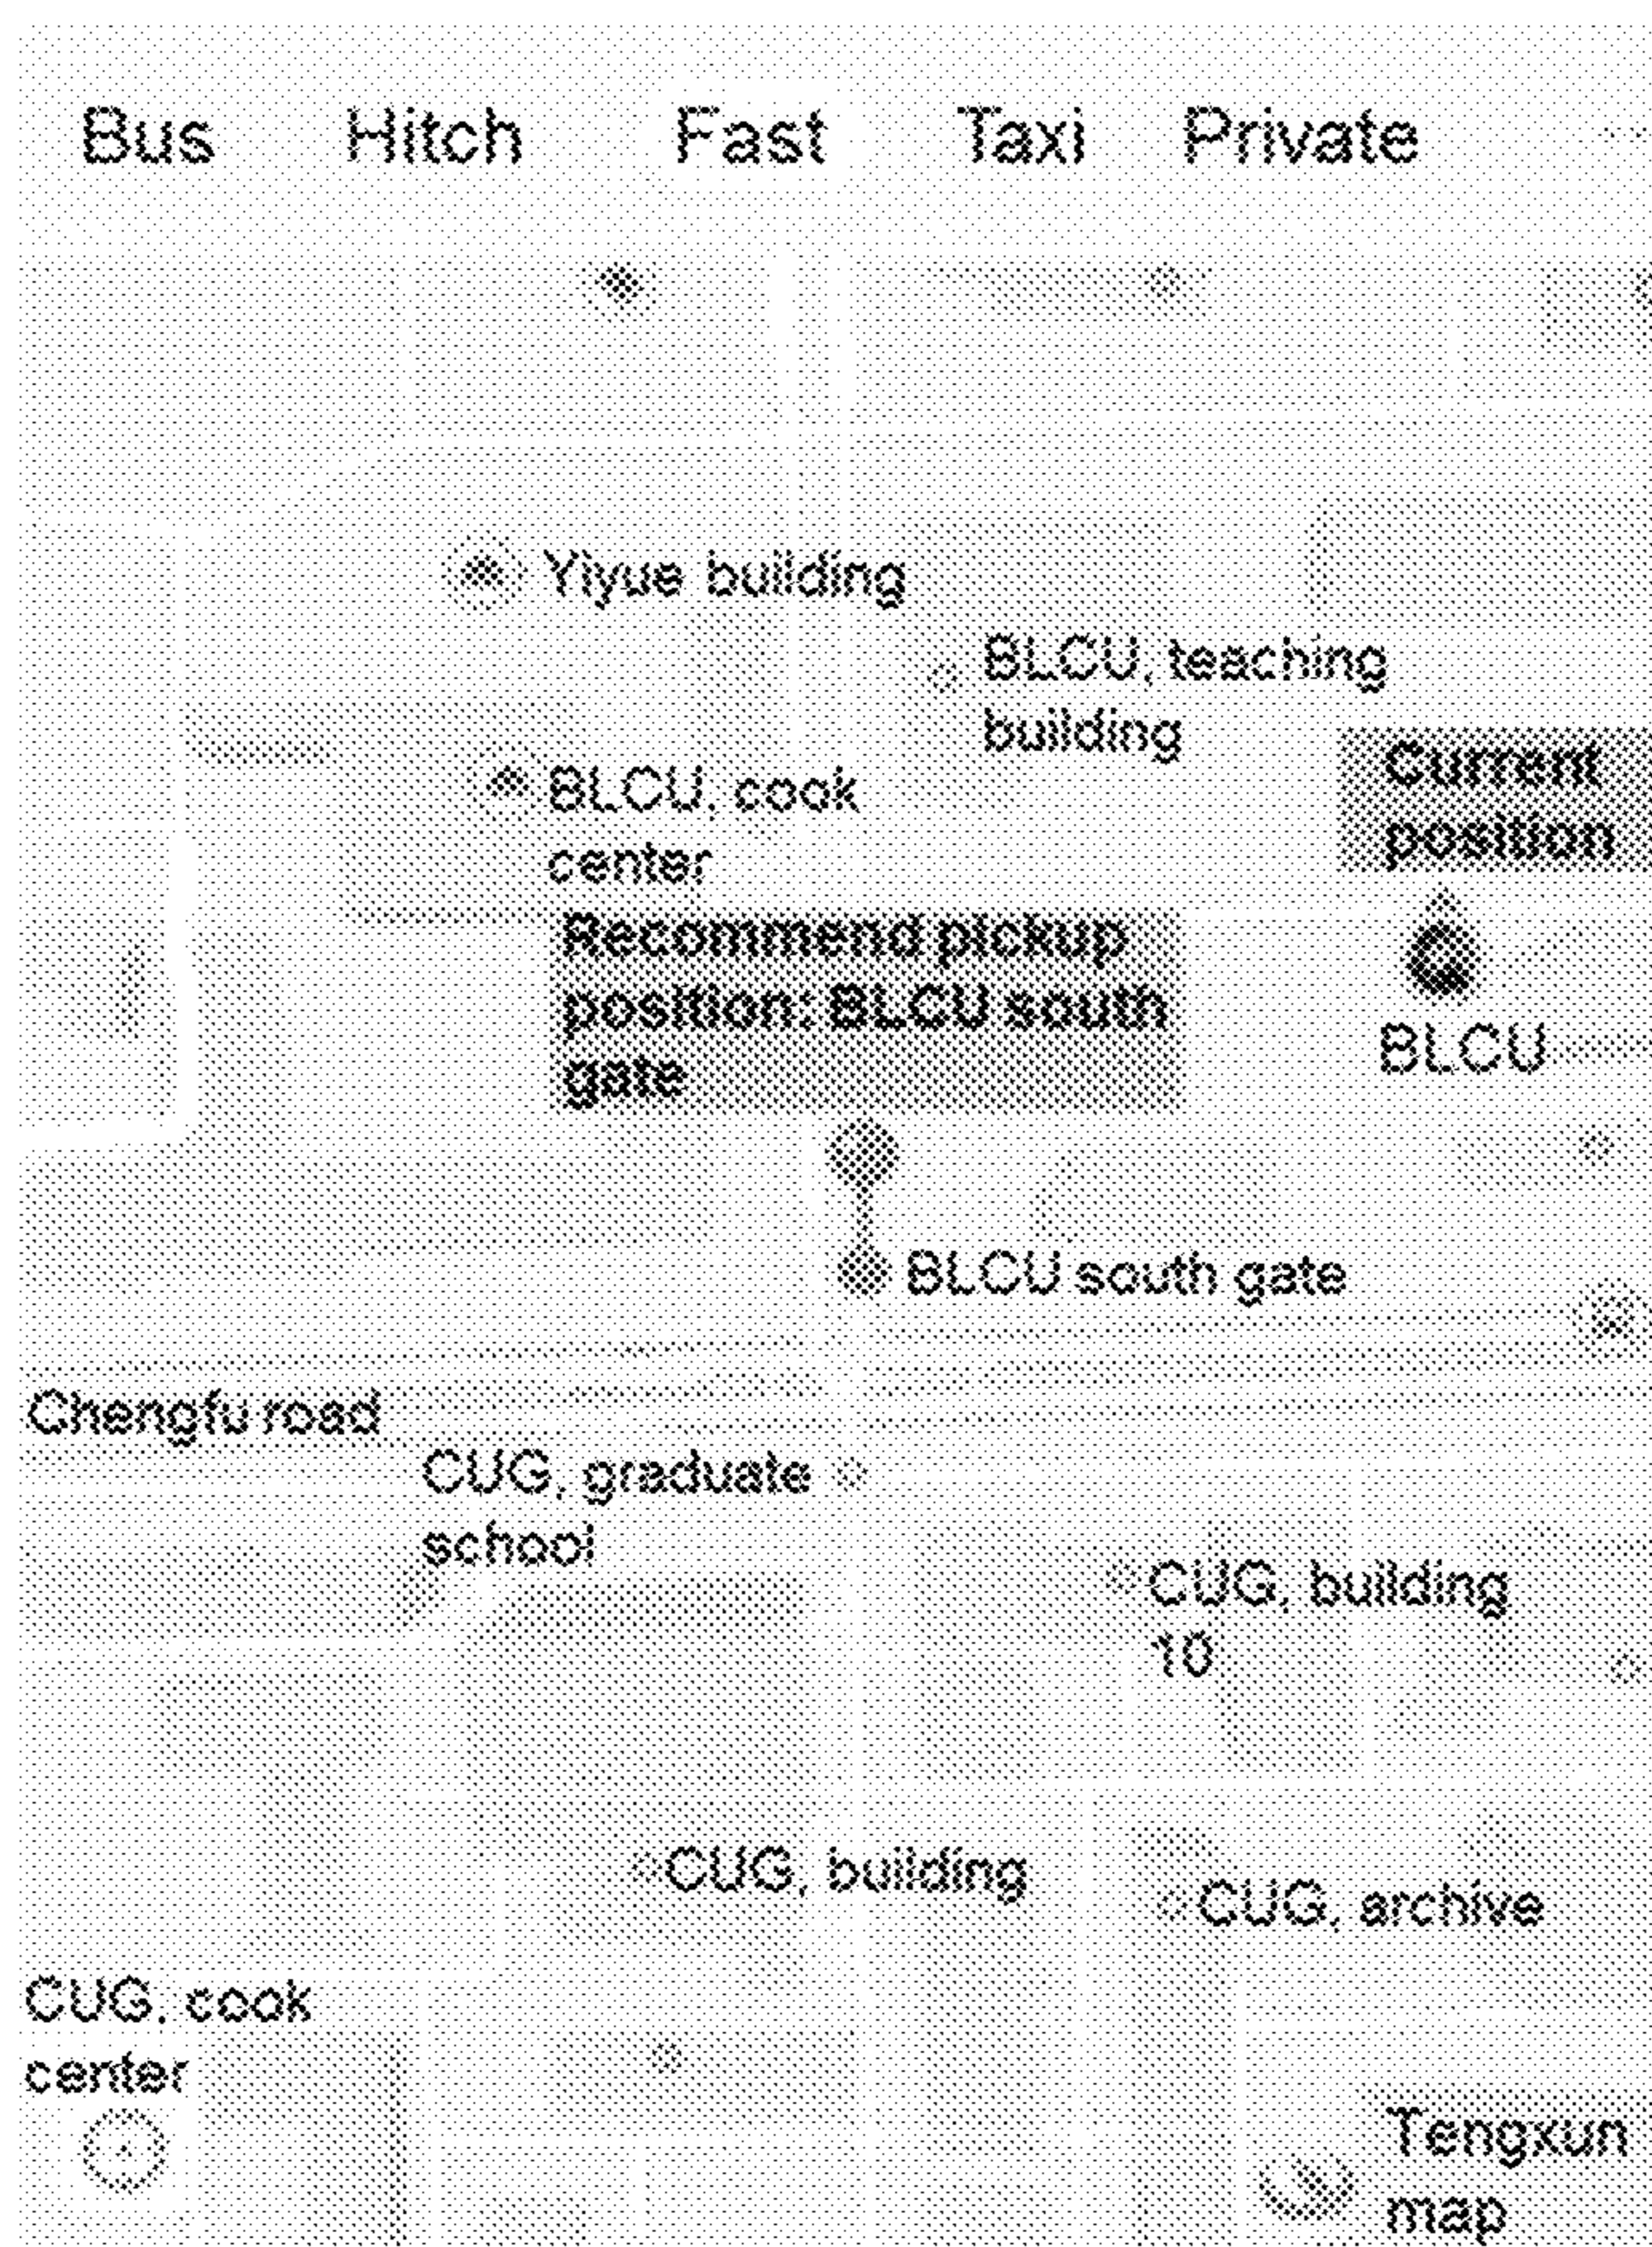 Bus Hitch Fast Taxi Private
Yiyue building
BLCU, teaching
building
Current
position
BLCU, cook
center
Recommend pickup
position: BLCU south
gate
BLCU
BLCU south gate
Chengfu road
CUG, graduate
school
CUG, building
10
CUG, building
CUG, archive
CUG, cook
center
Tengxun
map